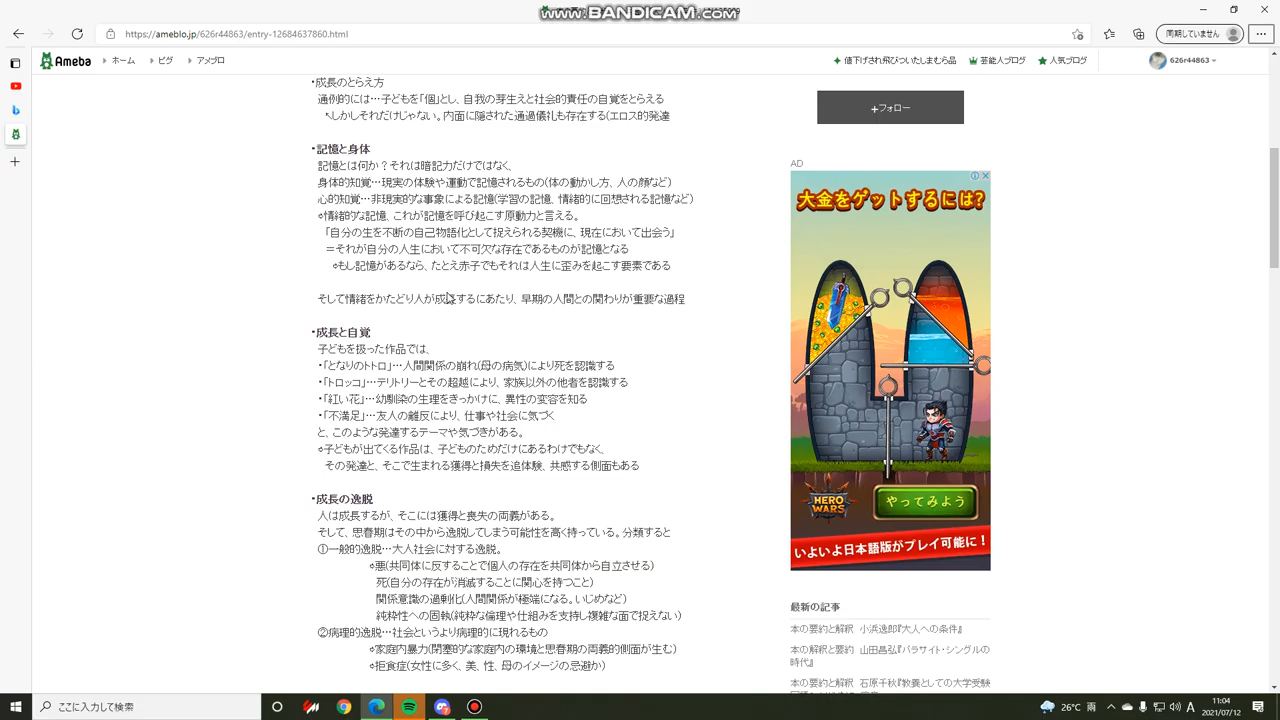 www.BANDICAM.com
https://ameblo.jp/626r44863/entry-12684637860.html
同期していません
Ameba
ホーム
ピグ
アメブロ
値下げされ飛びついたしまむら品
芸能人ブログ
人気ブログ
626r44863
・成長のとらえ方
通例的には…子どもを「個」とし、自我の芽生えと社会的責任の自覚をとらえる
↖しかしそれだけじゃない。内面に隠された通過儀礼も存在する(エロス的発達
・記憶と身体
記憶とは何か？それは暗記力だけではなく、
身体的知覚…現実の体験や運動で記憶されるもの(体の動かし方、人の顔など)
心的知覚…非現実的な事象による記憶(学習の記憶、情緒的に回想される記憶など)
⇨情緒的な記憶、これが記憶を呼び起こす原動力と言える。
「自分の生を不断の自己物語化として捉えられる契機に、現在において出会う」
＝それが自分の人生において不可欠な存在であるものが記憶となる
⇨もし記憶があるなら、たとえ赤子でもそれは人生に歪みを起こす要素である
そして情緒をかたどり人が成長するにあたり、早期の人間との関わりが重要な過程
・成長と自覚
子どもを扱った作品では、
・「となりのトトロ」…人間関係の崩れ(母の病気)により死を認識する
・「トロッコ」…テリトリーとその超越により、家族以外の他者を認識する
・「紅い花」…幼馴染の生理をきっかけに、異性の変容を知る
・「不満足」…友人の離反により、仕事や社会に気づく
と、このような発達するテーマや気づきがある。
⇨子どもが出てくる作品は、子どものためだけにあるわけでもなく、
その発達と、そこで生まれる獲得と損失を追体験、共感する側面もある
・成長の逸脱
人は成長するが、そこには獲得と喪失の両義がある。
そして、思春期はその中から逸脱してしまう可能性を高く持っている。分類すると
①一般的逸脱…大人社会に対する逸脱。
⇨悪(共同体に反することで個人の存在を共同体から自立させる)
死(自分の存在が消滅することに関心を持つこと)
関係意識の過剰化(人間関係が極端になる。いじめなど)
純粋性への固執(純粋な倫理や仕組みを支持し複雑な面で捉えない)
②病理的逸脱…社会というより病理的に現れるもの
⇨家庭内暴力(閉塞的な家庭内の環境と思春期の両義的側面が生む)
⇨拒食症(女性に多く、美、性、母のイメージの忌避か)
+フォロー
AD
大金をゲットするには?
HERO WARS
やってみよう
いよいよ日本語版がプレイ可能に！
最新の記事
本の要約と解釈　小浜逸郎『大人への条件』
本の解釈と要約　山田昌弘『パラサイト・シングルの
時代』
本の要約と解釈　石原千秋『教養としての大学受験
ここに入力して検索
26°C 雨
A
11:04
2021/07/12